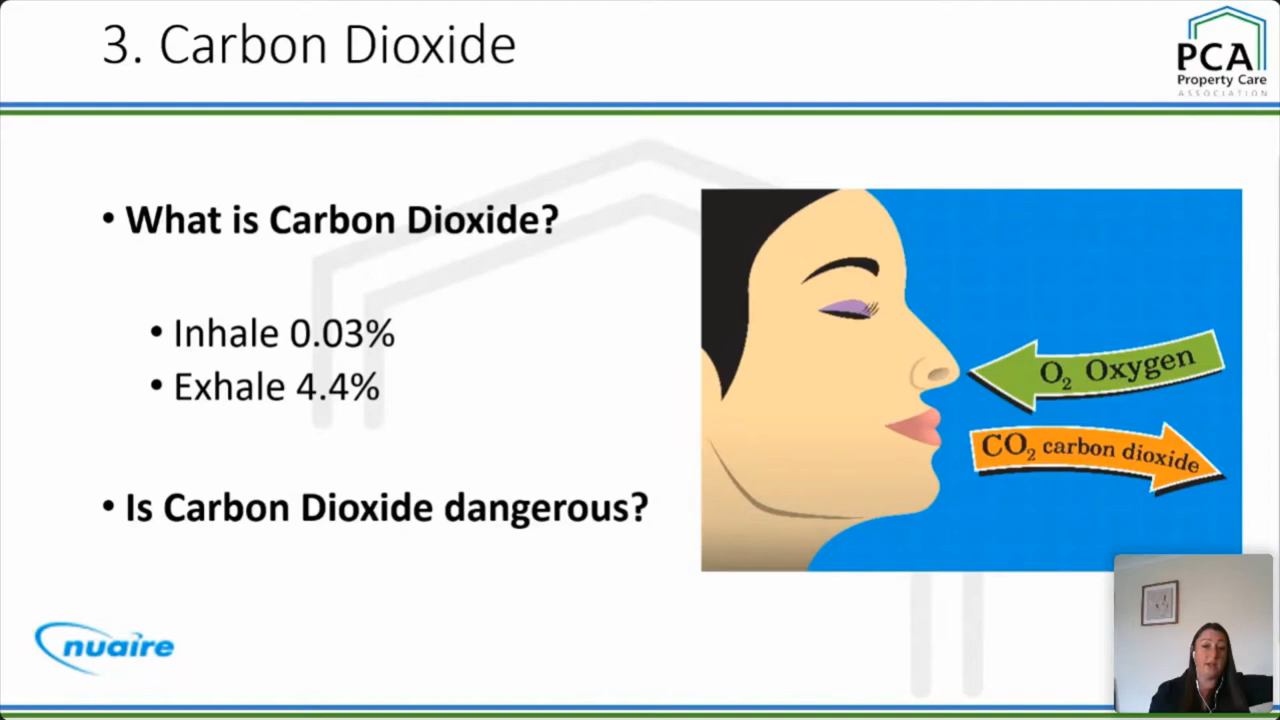 3. Carbon Dioxide
PCA
Property Care
ASSOCIATION
• What is Carbon Dioxide?
• Inhale 0.03%
• Exhale 4.4%
• Is Carbon Dioxide dangerous?
O₂ Oxygen
CO₂ carbon dioxide
nuaire